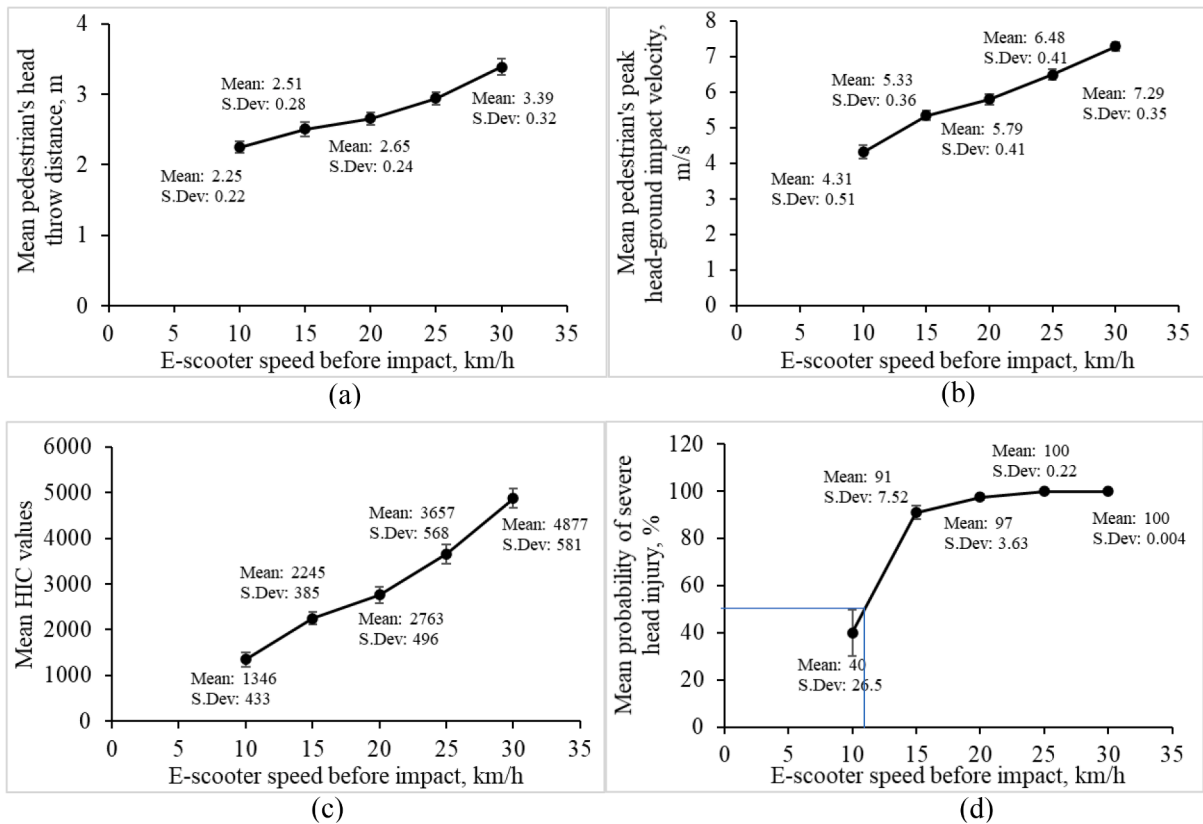 Mean pedestrian's head
throw distance, m
4
3
2
1
0
Mean: 2.25
S.Dev: 0.22
Mean: 2.51
S.Dev: 0.28
Mean: 2.65
S.Dev: 0.24
Mean: 3.39
S.Dev: 0.32
0 5 10 15 20 25 30 35
E-scooter speed before impact, km/h
(a)
Mean pedestrian's peak
head-ground impact velocity,
m/s
8
7
6
5
4
3
2
1
0
Mean: 4.31
S.Dev: 0.51
Mean: 5.33
S.Dev: 0.36
Mean: 5.79
S.Dev: 0.41
Mean: 6.48
S.Dev: 0.41
Mean: 7.29
S.Dev: 0.35
0 5 10 15 20 25 30 35
E-scooter speed before impact, km/h
(b)
Mean HIC values
6000
5000
4000
3000
2000
1000
0
Mean: 1346
S.Dev: 433
Mean: 2245
S.Dev: 385
Mean: 2763
S.Dev: 496
Mean: 3657
S.Dev: 568
Mean: 4877
S.Dev: 581
0 5 10 15 20 25 30 35
E-scooter speed before impact, km/h
(c)
Mean probability of severe
head injury, %
120
100
80
60
40
20
0
Mean: 40
S.Dev: 26.5
Mean: 91
S.Dev: 7.52
Mean: 97
S.Dev: 3.63
Mean: 100
S.Dev: 0.22
Mean: 100
S.Dev: 0.004
0 5 10 15 20 25 30 35
E-scooter speed before impact, km/h
(d)